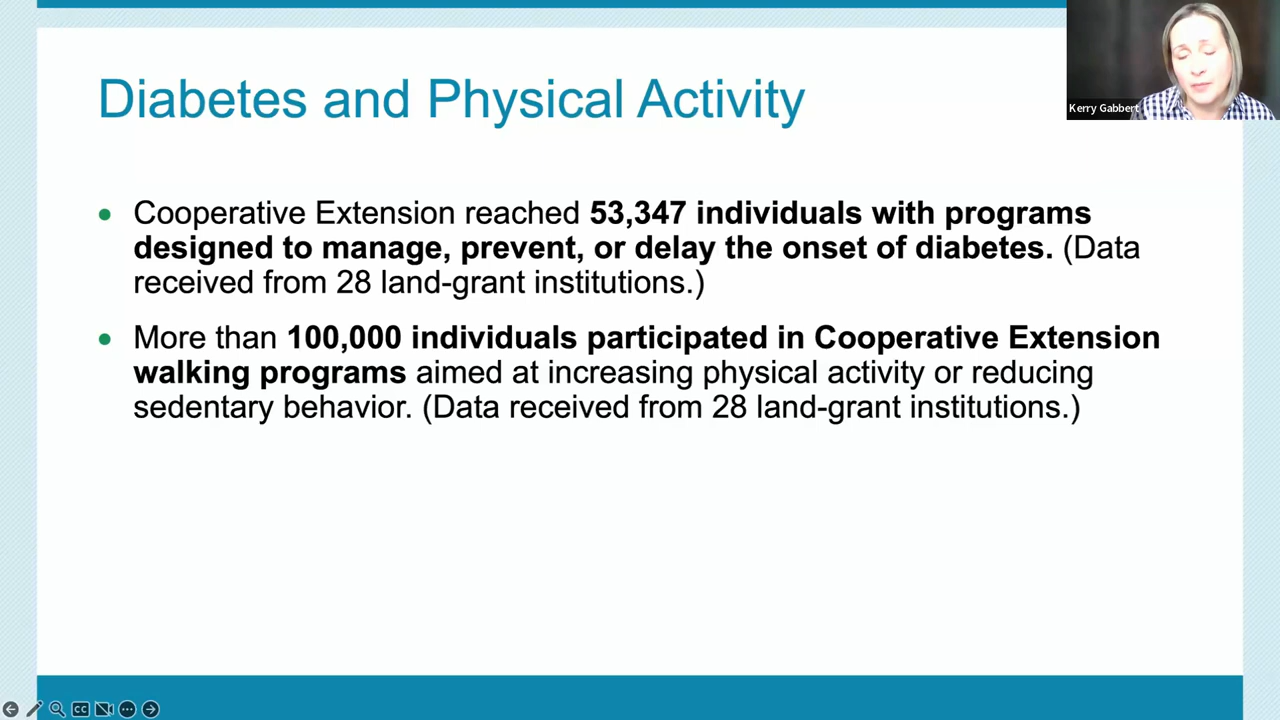 Diabetes and Physical Activity
Kerry Gabbert
• Cooperative Extension reached 53,347 individuals with programs
designed to manage, prevent, or delay the onset of diabetes. (Data
received from 28 land-grant institutions.)
• More than 100,000 individuals participated in Cooperative Extension
walking programs aimed at increasing physical activity or reducing
sedentary behavior. (Data received from 28 land-grant institutions.)
CC